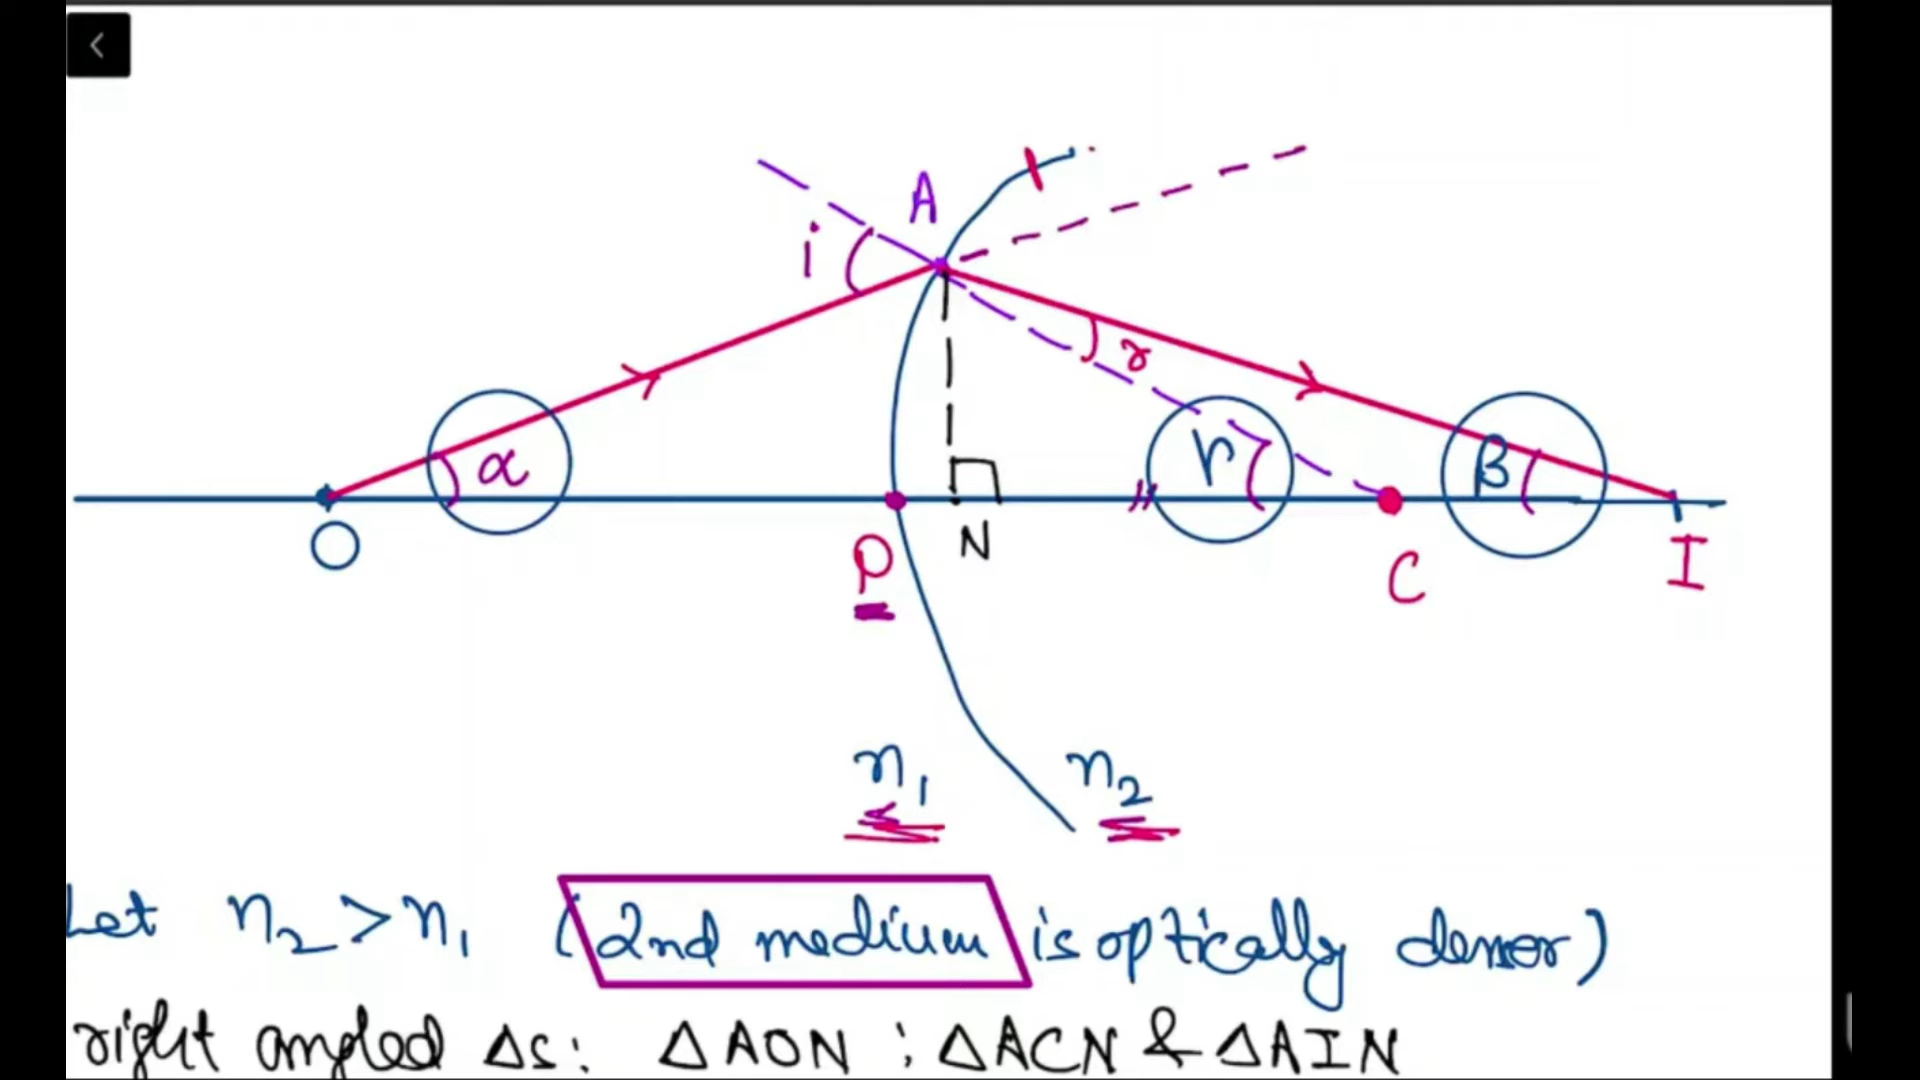 A
i
r
α
γ
β
O
P
N
C
I
n₁ n₂
Let n₂ > n₁ (2nd medium is optically denser)
right angled Δs: ΔAON ; ΔACN & ΔAIN